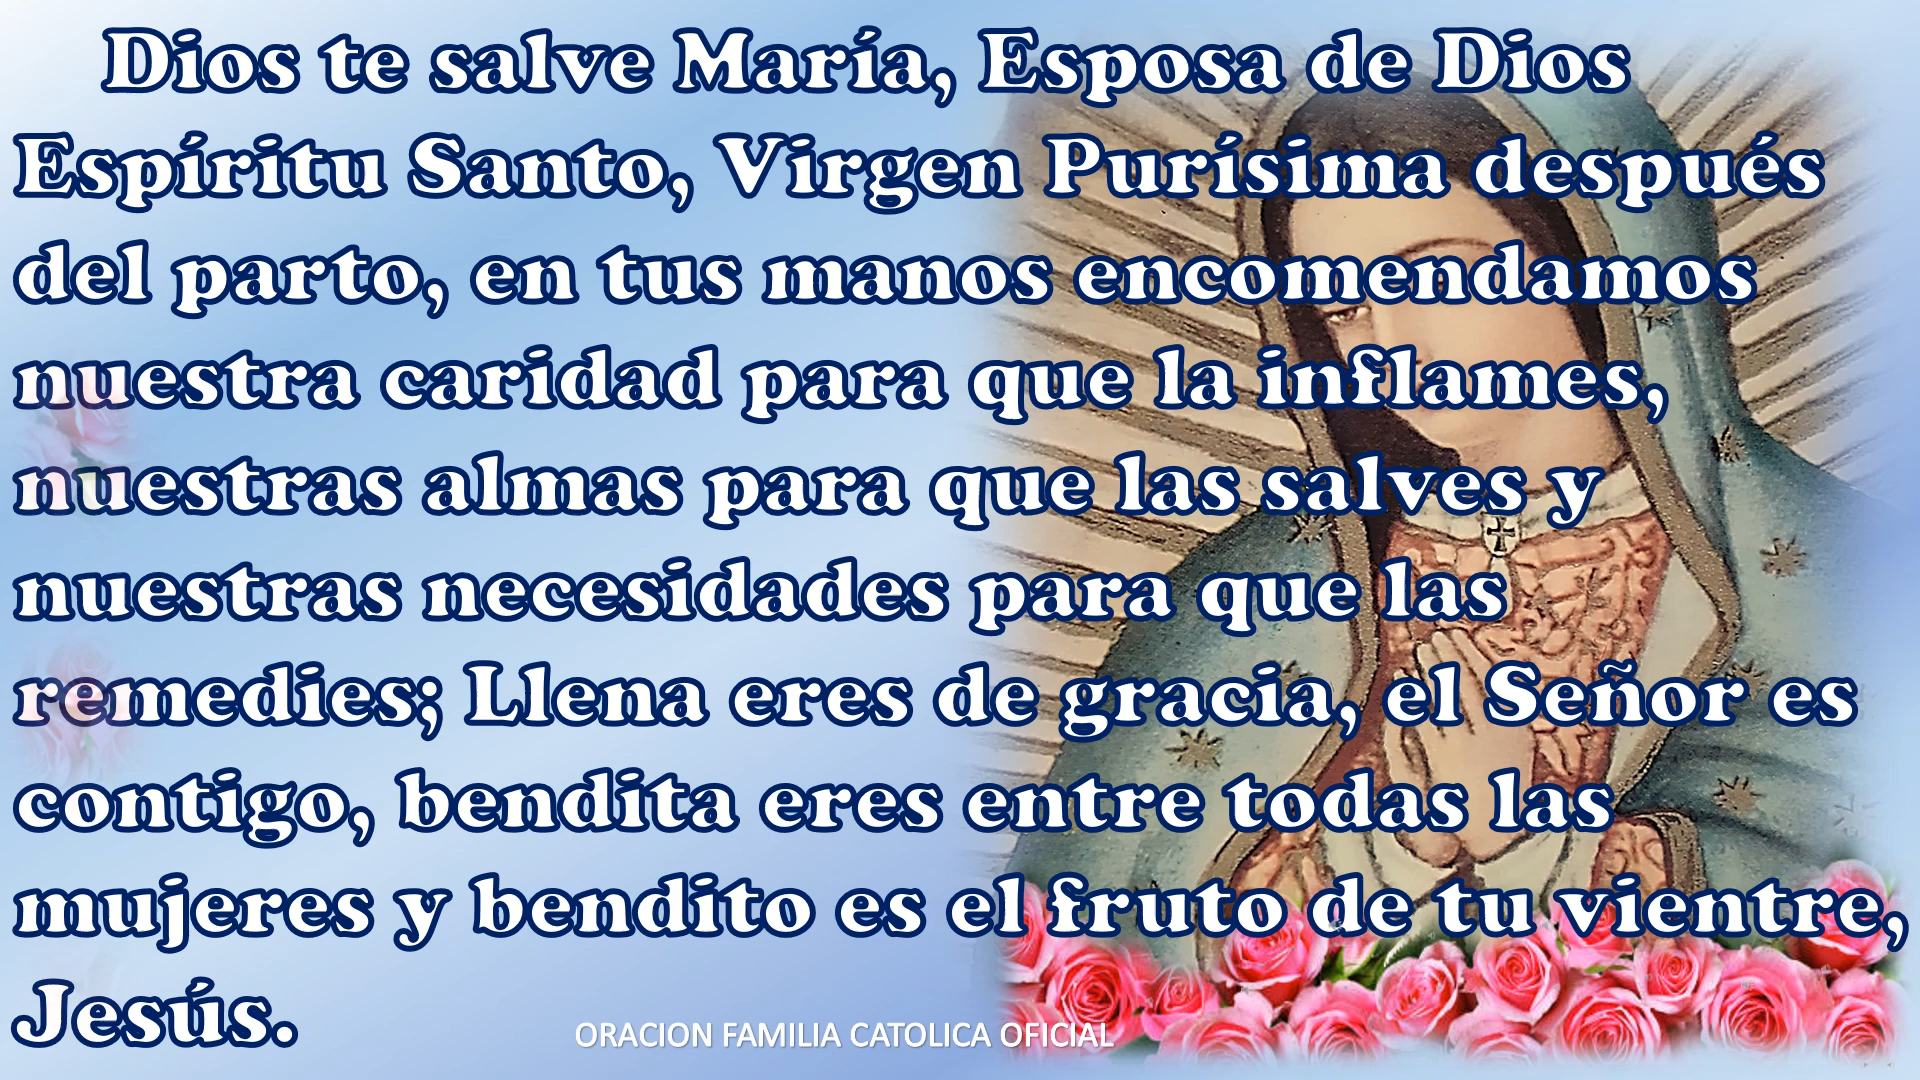 Dios te salve María, Esposa de Dios
Espíritu Santo, Virgen Purísima después
del parto, en tus manos encomendamos
nuestra caridad para que la inflames,
nuestras almas para que las salves y
nuestras necesidades para que las
remedies; Llena eres de gracia, el Señor es
contigo, bendita eres entre todas las
mujeres y bendito es el fruto de tu vientre,
Jesús.
ORACION FAMILIA CATOLICA OFICIAL